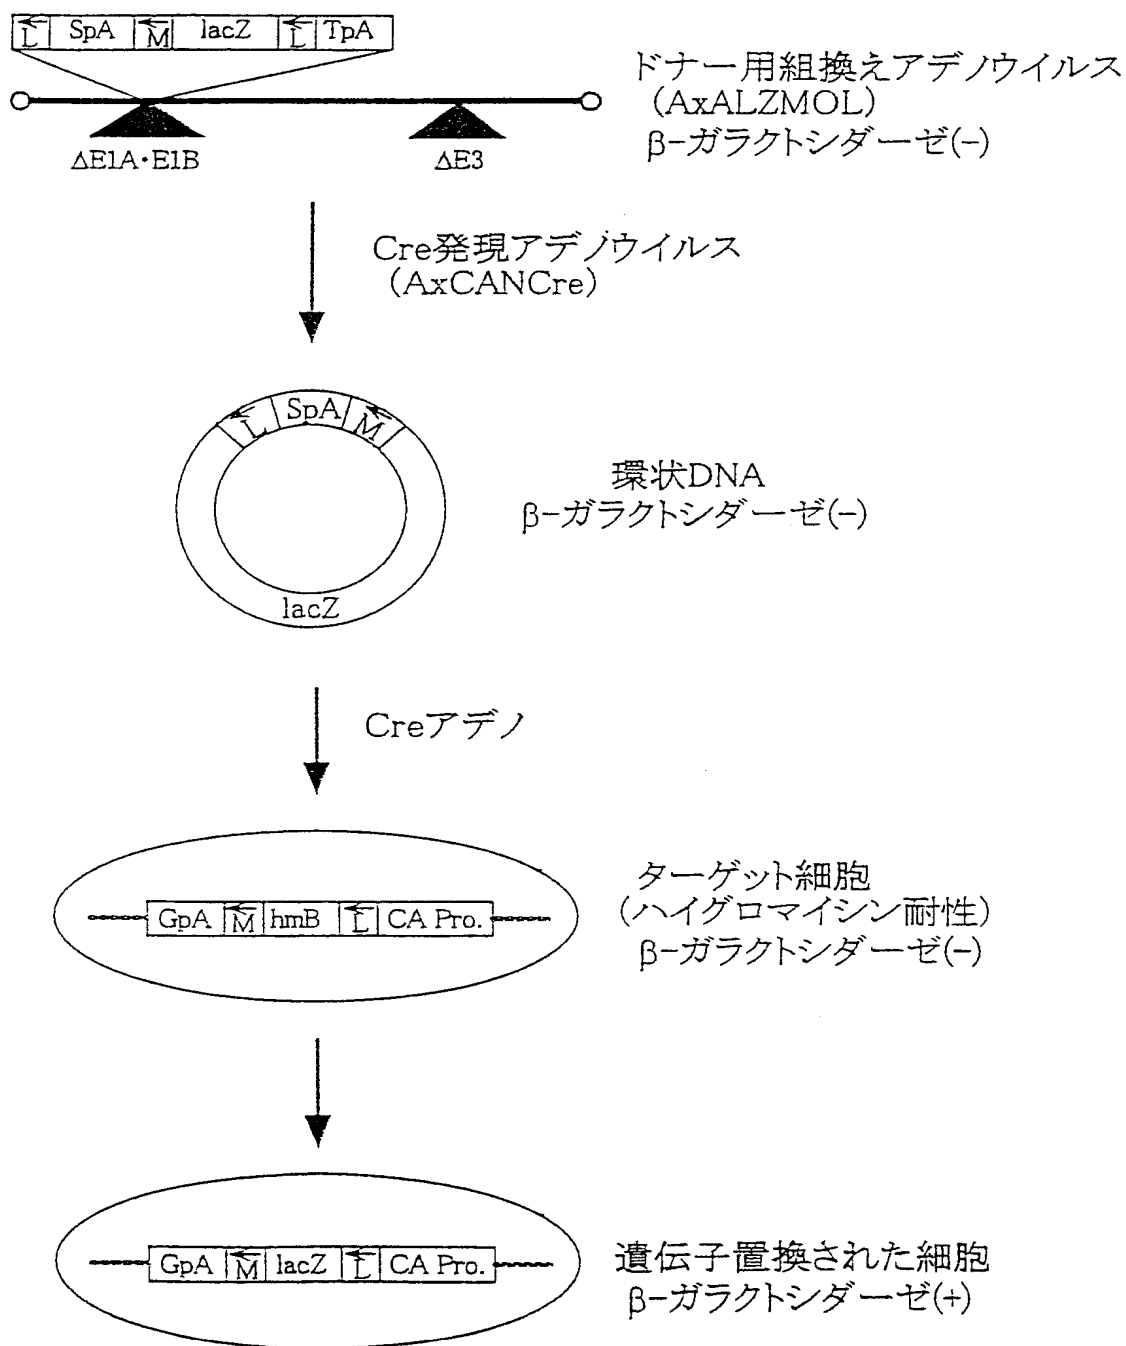 L SpA M lacZ L TpA
ドナー用組換えアデノウイルス
(AxALZMOL)
β-ガラクトシダーゼ(-)
ΔE1A・E1B
ΔE3
Cre発現アデノウイルス
(AxCANCre)
L SpA M
lacZ
環状DNA
β-ガラクトシダーゼ(-)
Creアデノ
GpA M hmB L CA Pro.
ターゲット細胞
(ハイグロマイシン耐性)
β-ガラクトシダーゼ(-)
GpA M lacZ L CA Pro.
遺伝子置換された細胞
β-ガラクトシダーゼ(+)